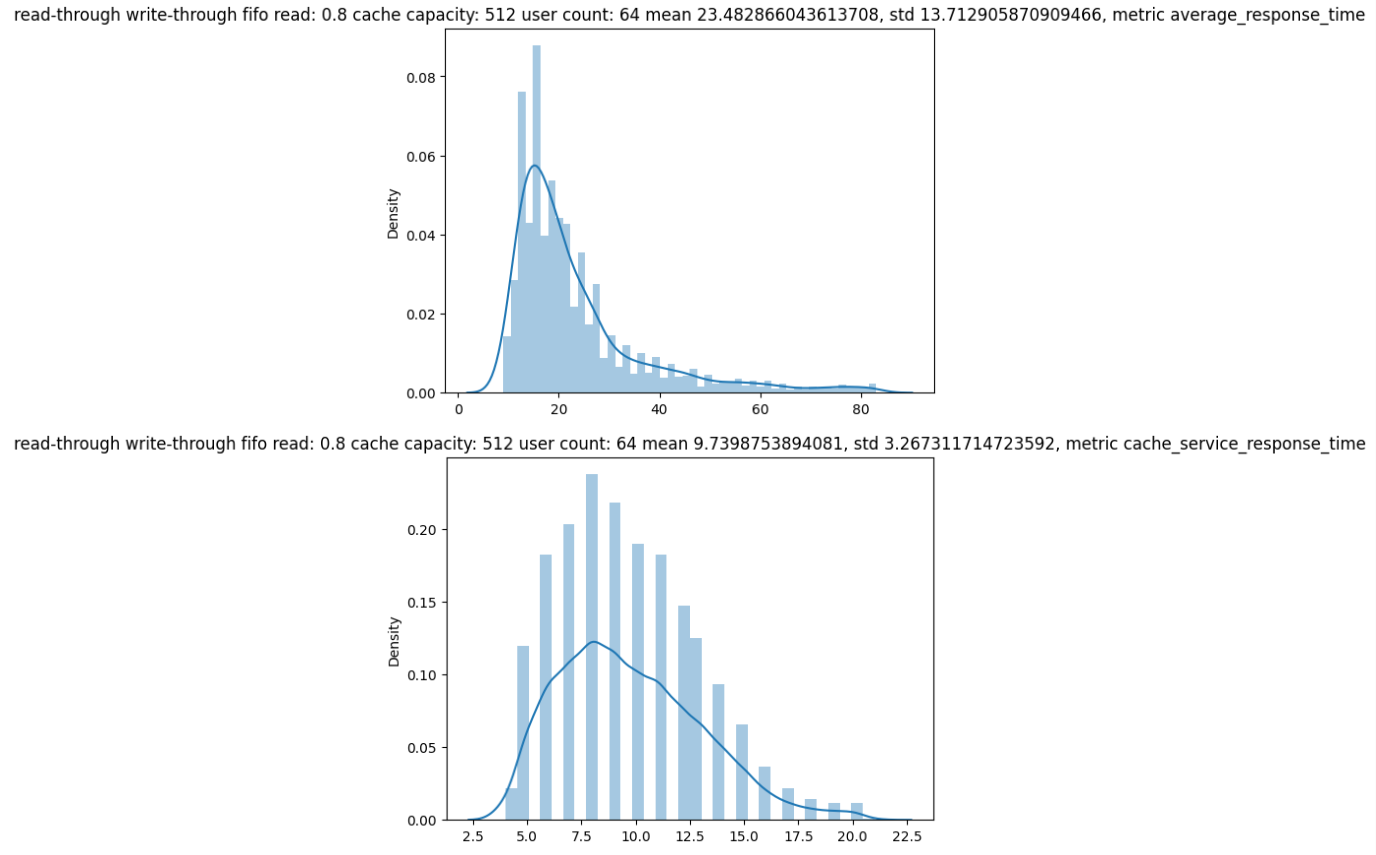 read-through write-through fifo read: 0.8 cache capacity: 512 user count: 64 mean 23.482866043613708, std 13.712905870909466, metric average_response_time
0.08
0.06
0.04
0.02
0.00
Density
0 20 40 60 80
read-through write-through fifo read: 0.8 cache capacity: 512 user count: 64 mean 9.7398753894081, std 3.267311714723592, metric cache_service_response_time
0.20
0.15
0.10
0.05
0.00
Density
2.5 5.0 7.5 10.0 12.5 15.0 17.5 20.0 22.5